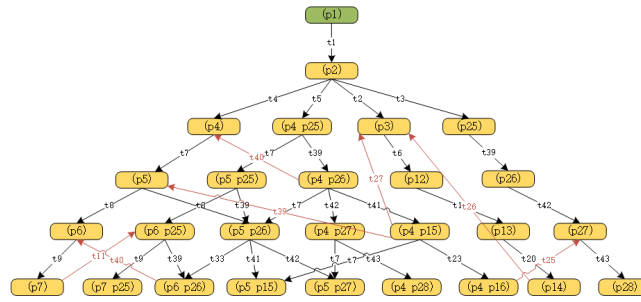 (p1)
t1
(p2)
t4 t5 t2 t3
(p4) (p4 p25) (p3) (p25)
t7 t40 t7 t39 t27 t6 t39
(p5) (p5 p25) (p4 p26) (p12) (p26)
t8 t8 t39 t39 t7 t42 t41 t26 t42
(p6) (p6 p25) (p5 p26) (p4 p27) (p4 p15) (p13) (p27)
t9 t11 t40 t9 t39 t33 t41 t42 t7 t7 t43 t23 t20 t25 t43
(p7) (p7 p25) (p6 p26) (p5 p15) (p5 p27) (p4 p28) (p4 p16) (p14) (p28)